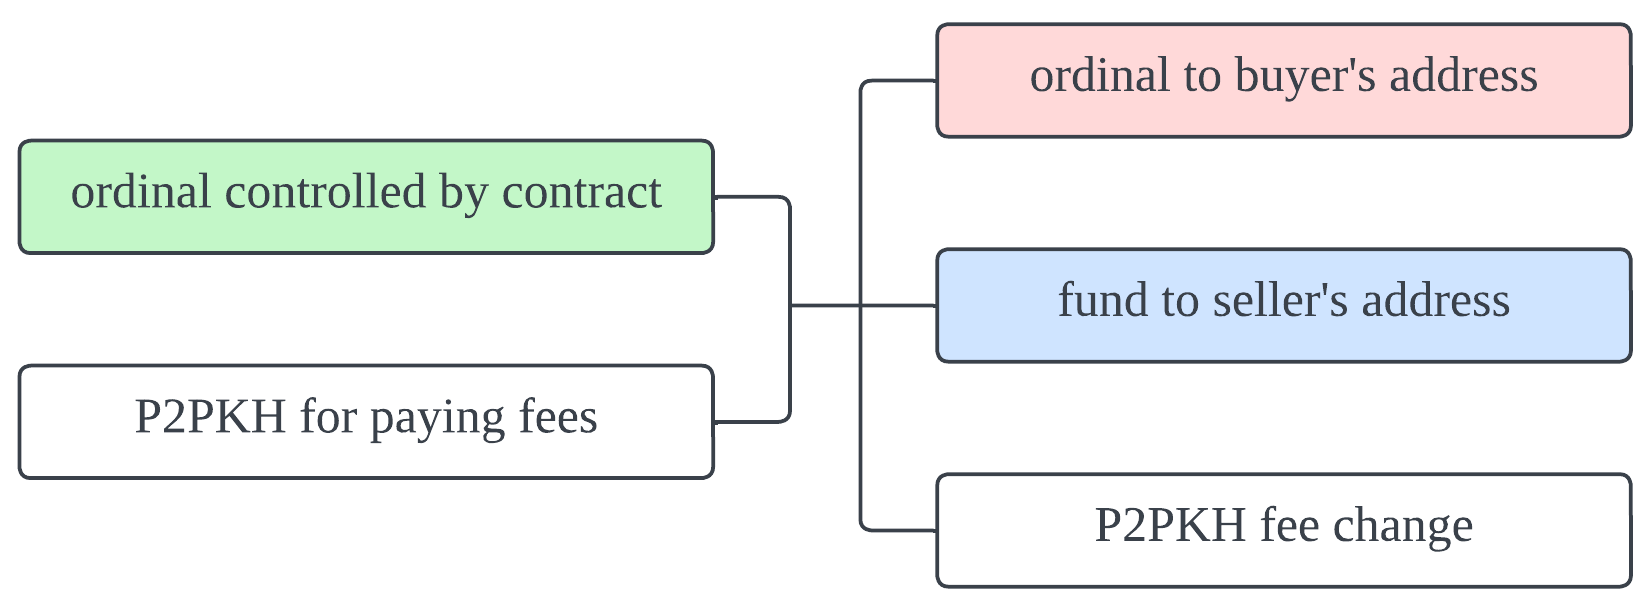 ordinal controlled by contract
P2PKH for paying fees
ordinal to buyer's address
fund to seller's address
P2PKH fee change